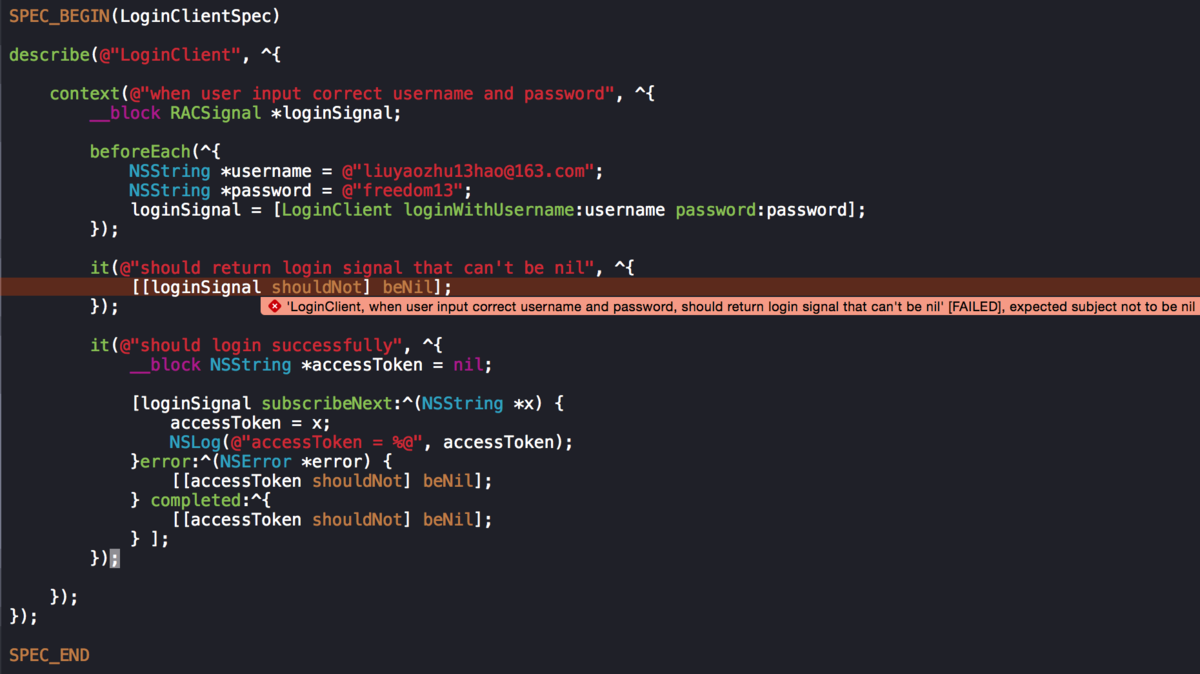 SPEC_BEGIN(LoginClientSpec)
describe(@"LoginClient", ^{
context(@"when user input correct username and password", ^{
__block RACSignal *loginSignal;
beforeEach(^{
NSString *username = @"liuyaozhu13hao@163.com";
NSString *password = @"freedom13";
loginSignal = [LoginClient loginWithUsername:username password:password];
});
it(@"should return login signal that can't be nil", ^{
[[loginSignal shouldNot] beNil];
});
'LoginClient, when user input correct username and password, should return login signal that can't be nil' [FAILED], expected subject not to be nil
it(@"should login successfully", ^{
__block NSString *accessToken = nil;
[loginSignal subscribeNext:^(NSString *x) {
accessToken = x;
NSLog(@"accessToken = %@", accessToken);
}error:^(NSError *error) {
[[accessToken shouldNot] beNil];
} completed:^{
[[accessToken shouldNot] beNil];
} ];
});
});
});
SPEC_END